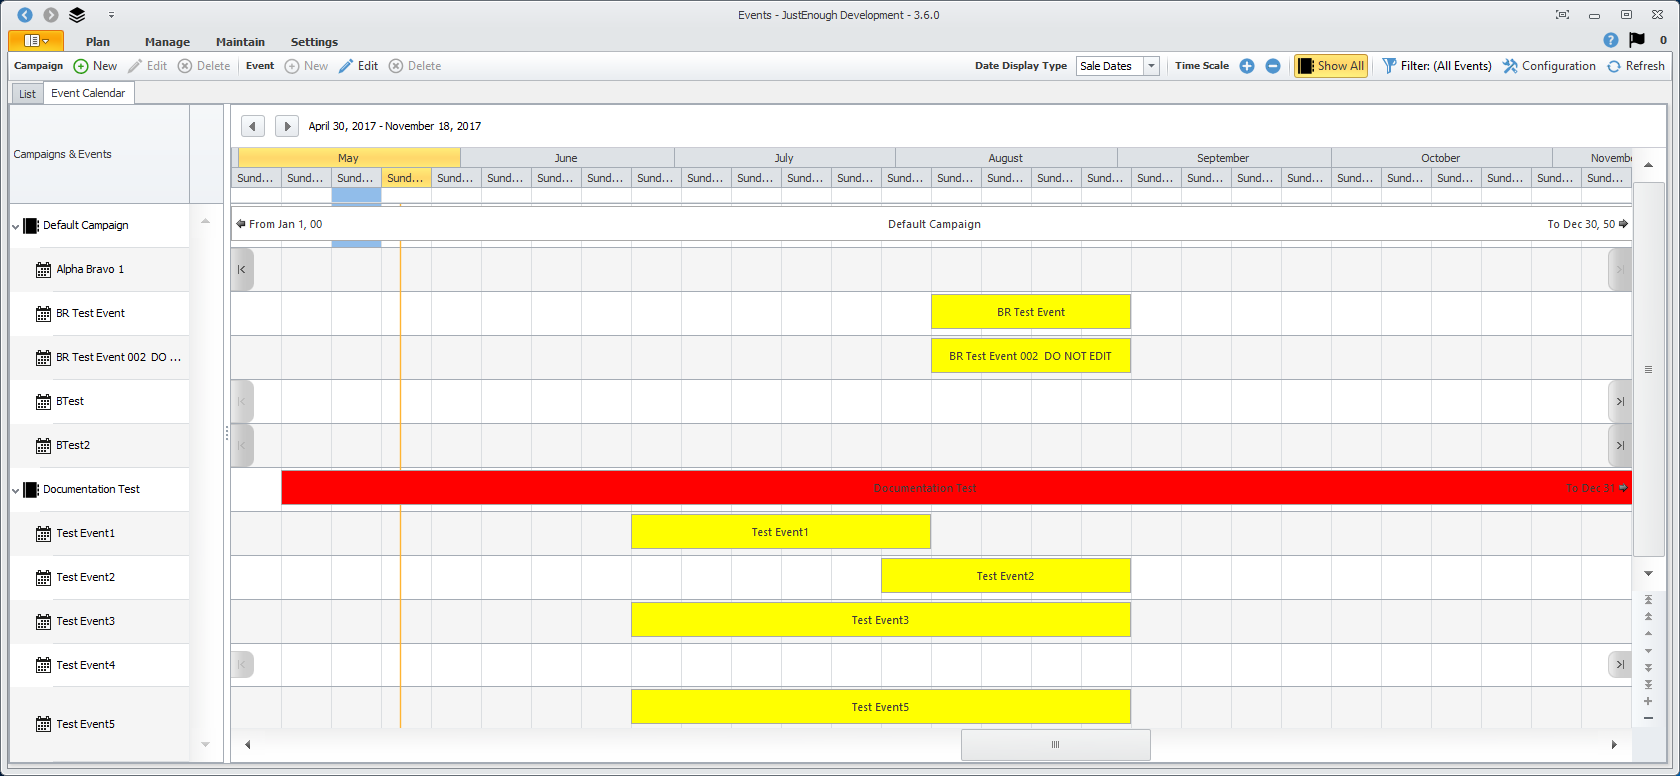 Events - JustEnough Development - 3.6.0
Plan Manage Maintain Settings
? 0
Campaign New Edit Delete Event New Edit Delete Date Display Type Sale Dates Time Scale Show All Filter: (All Events) Configuration Refresh
List Event Calendar
April 30, 2017 - November 18, 2017
Campaigns & Events
May June July August September October Novembe
Sund... Sund... Sund... Sund... Sund... Sund... Sund... Sund... Sund... Sund... Sund... Sund... Sund... Sund... Sund... Sund... Sund... Sund... Sund... Sund... Sund... Sund... Sund... Sund... Sund... Sund... Sund... Sund...
Default Campaign From Jan 1, 00 Default Campaign To Dec 30, 50
Alpha Bravo 1
BR Test Event BR Test Event
BR Test Event 002 DO ... BR Test Event 002 DO NOT EDIT
BTest
BTest2
Documentation Test Documentation Test To Dec 31
Test Event1 Test Event1
Test Event2 Test Event2
Test Event3 Test Event3
Test Event4
Test Event5 Test Event5